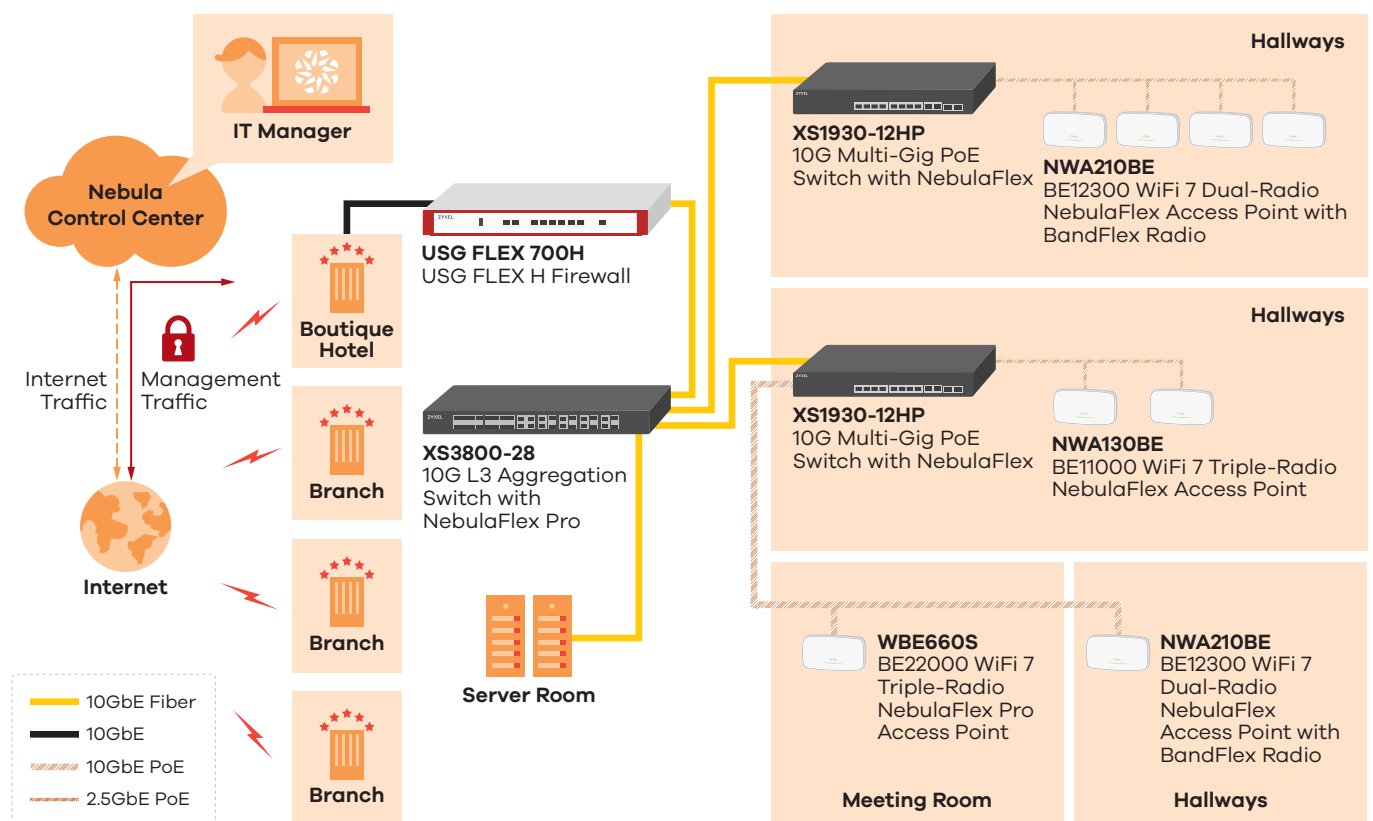 IT Manager
Nebula
Control Center
Internet
Traffic
Management
Traffic
Internet
Boutique
Hotel
Branch
Branch
Branch
ZYXEL
USG FLEX 700H
USG FLEX H Firewall
ZYXEL
XS3800-28
10G L3 Aggregation
Switch with
NebulaFlex Pro
Server Room
Hallways
ZYXEL
XS1930-12HP
10G Multi-Gig PoE
Switch with NebulaFlex
NWA210BE
BE12300 WiFi 7 Dual-Radio
NebulaFlex Access Point with
BandFlex Radio
Hallways
ZYXEL
XS1930-12HP
10G Multi-Gig PoE
Switch with NebulaFlex
NWA130BE
BE11000 WiFi 7 Triple-Radio
NebulaFlex Access Point
WBE660S
BE22000 WiFi 7
Triple-Radio
NebulaFlex Pro
Access Point
Meeting Room
NWA210BE
BE12300 WiFi 7
Dual-Radio
NebulaFlex
Access Point with
BandFlex Radio
Hallways
10GbE Fiber
10GbE
10GbE PoE
2.5GbE PoE